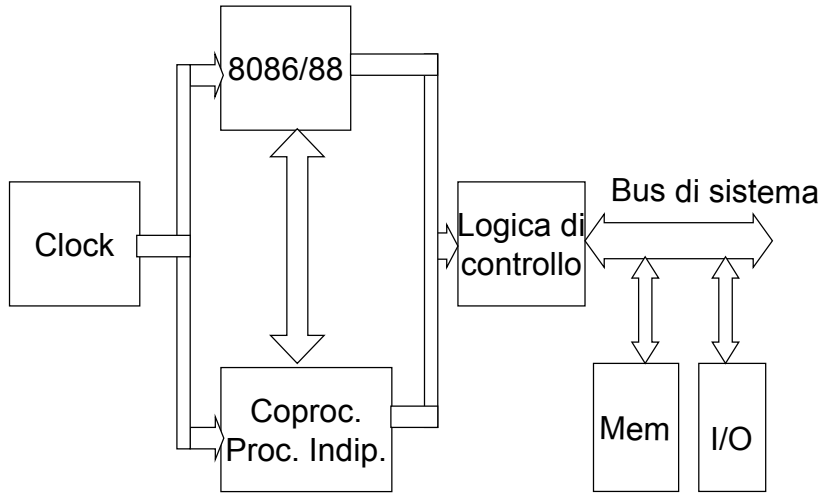 8086/88
Clock
Bus di sistema
Logica di
controllo
Coproc.
Proc. Indip.
Mem
I/O